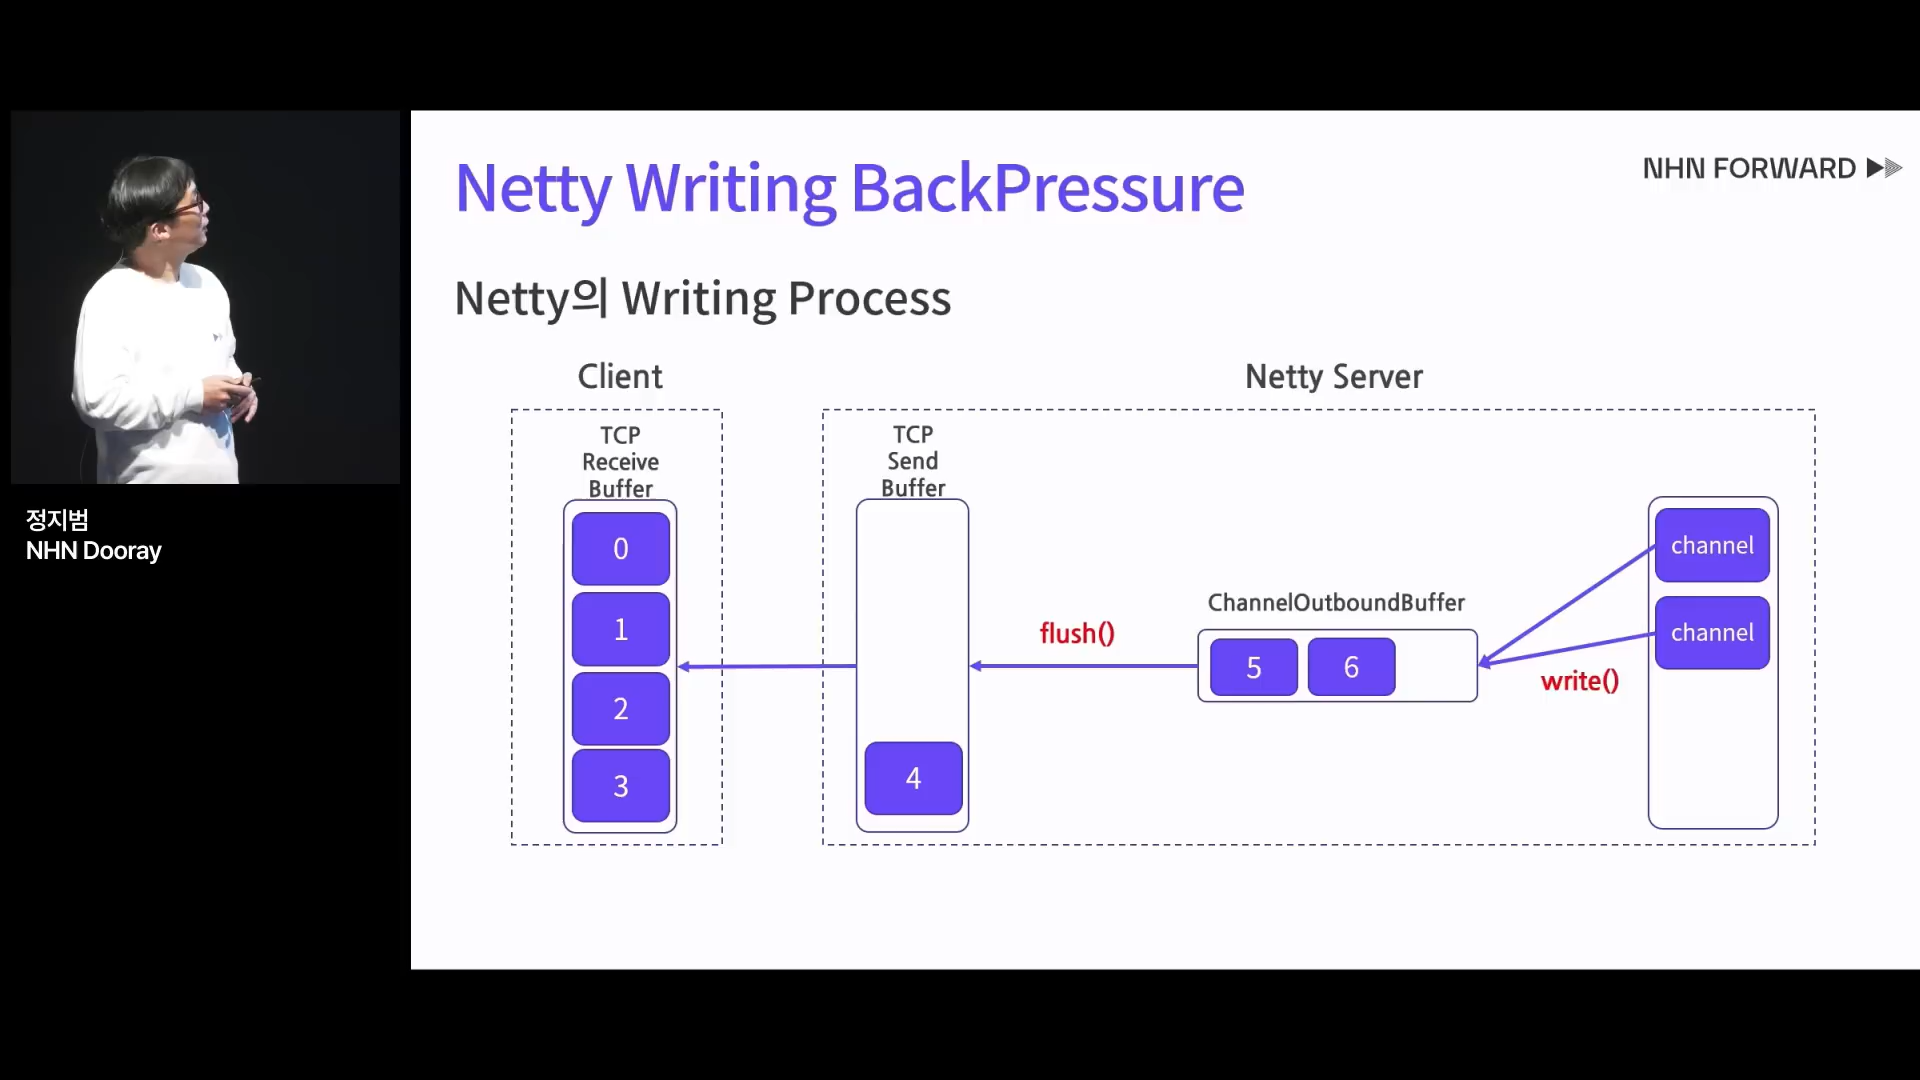 Netty Writing BackPressure
NHN FORWARD
Netty의 Writing Process
Client
Netty Server
TCP
Receive
Buffer
0
1
2
3
TCP
Send
Buffer
4
flush()
ChannelOutboundBuffer
5
6
write()
channel
channel
정지범
NHN Dooray